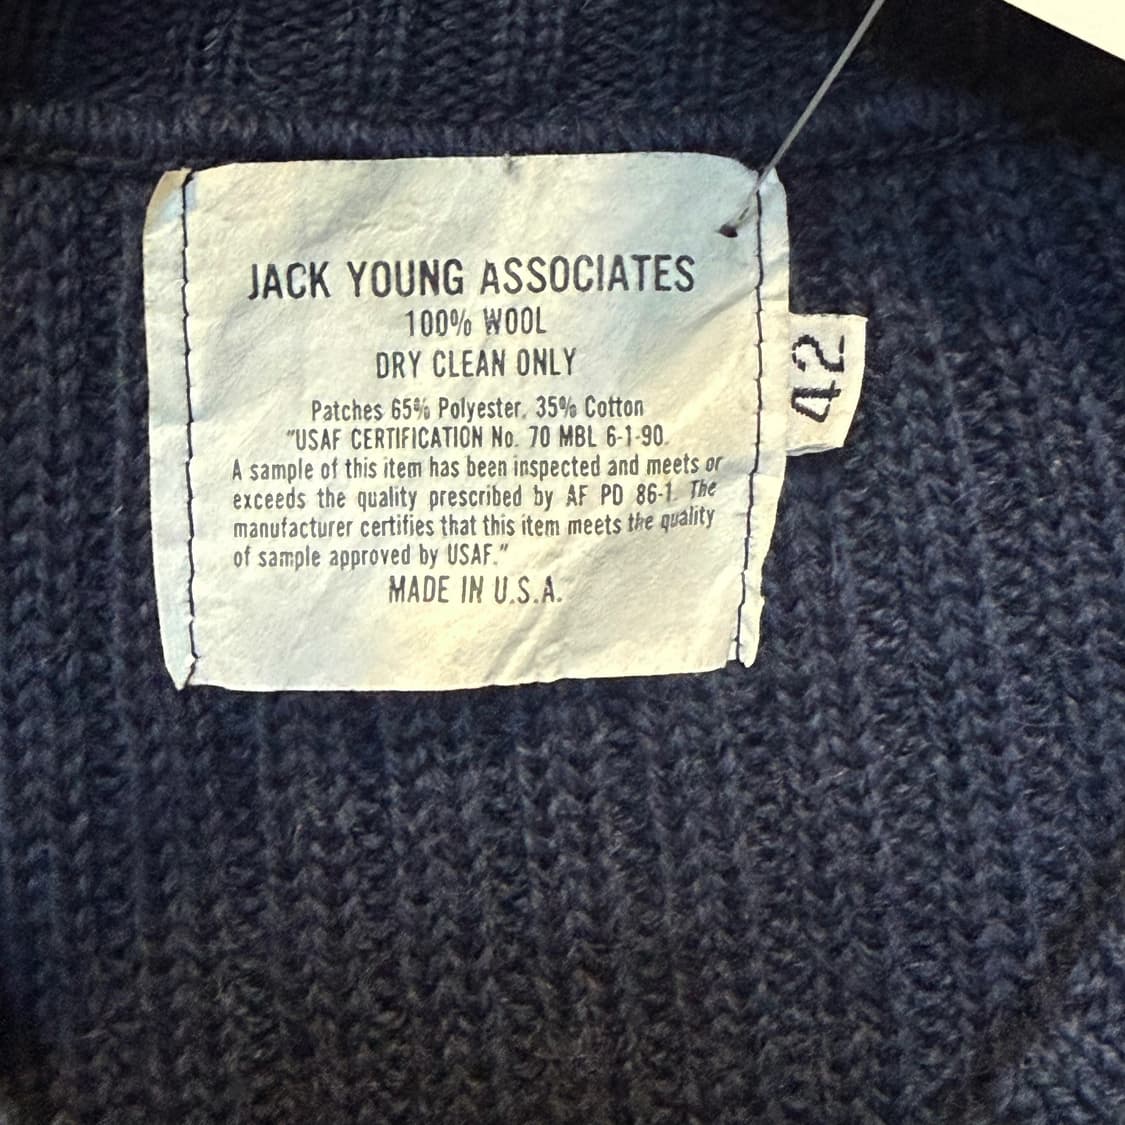 JACK YOUNG ASSOCIATES
100% WOOL
DRY CLEAN ONLY
Patches 65% Polyester, 35% Cotton
"USAF CERTIFICATION No. 70 MBL 6-1-90.
A sample of this item has been inspected and meets or
exceeds the quality prescribed by AF PD 86-1. The
manufacturer certifies that this item meets the quality
of sample approved by USAF."
MADE IN U.S.A.
42